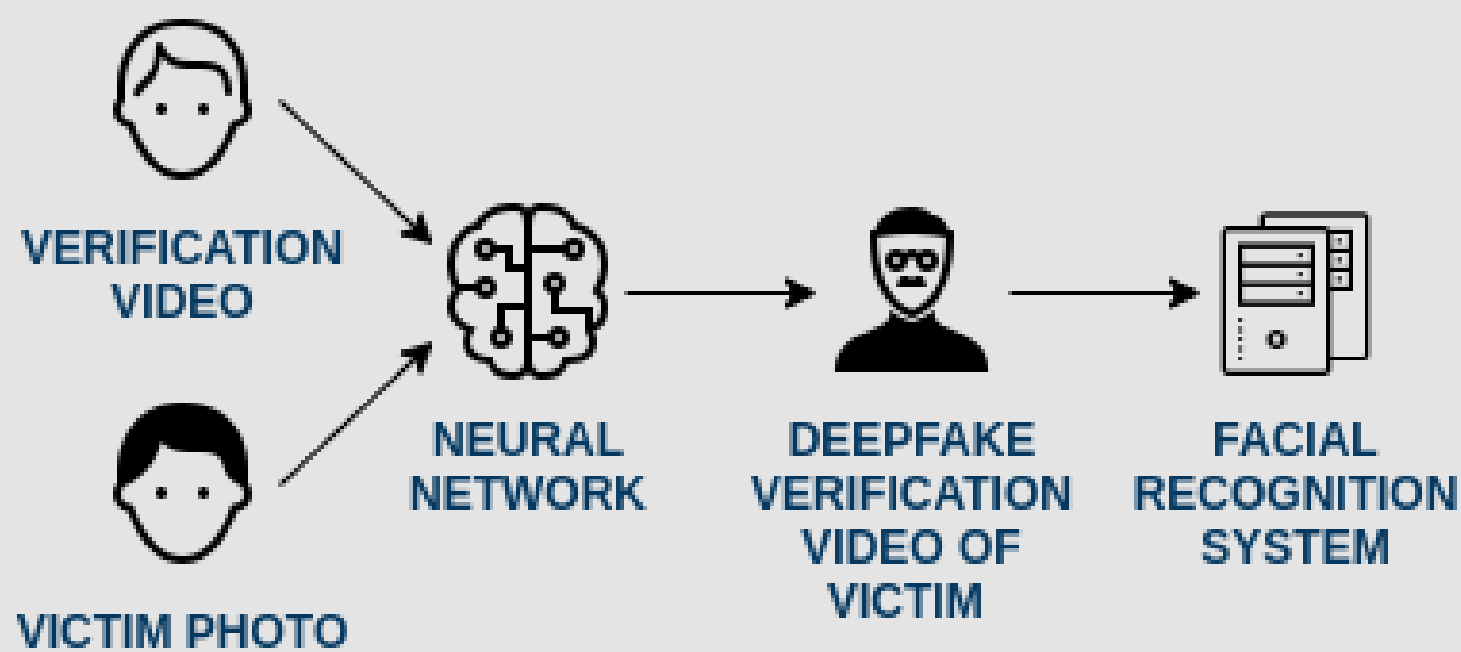 VERIFICATION
VIDEO
VICTIM PHOTO
NEURAL
NETWORK
DEEPFAKE
VERIFICATION
VIDEO OF
VICTIM
FACIAL
RECOGNITION
SYSTEM